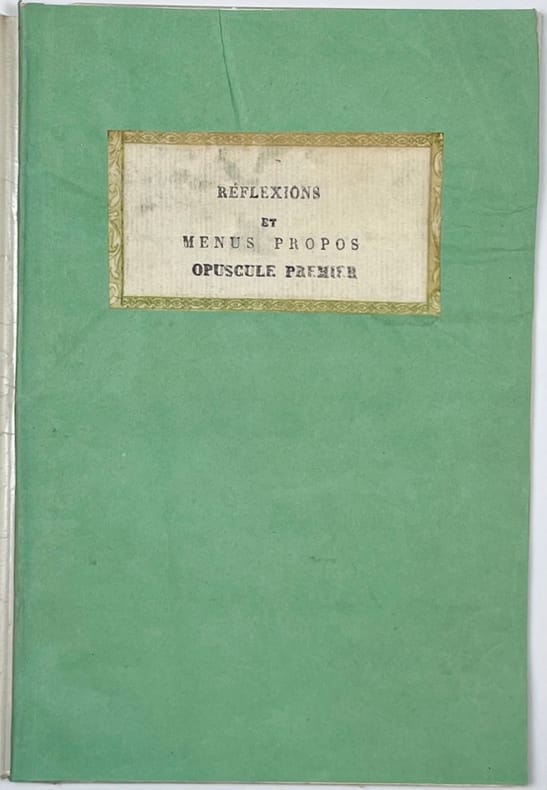 RÉFLEXIONS
ET
MENUS PROPOS
OPUSCULE PREMIER